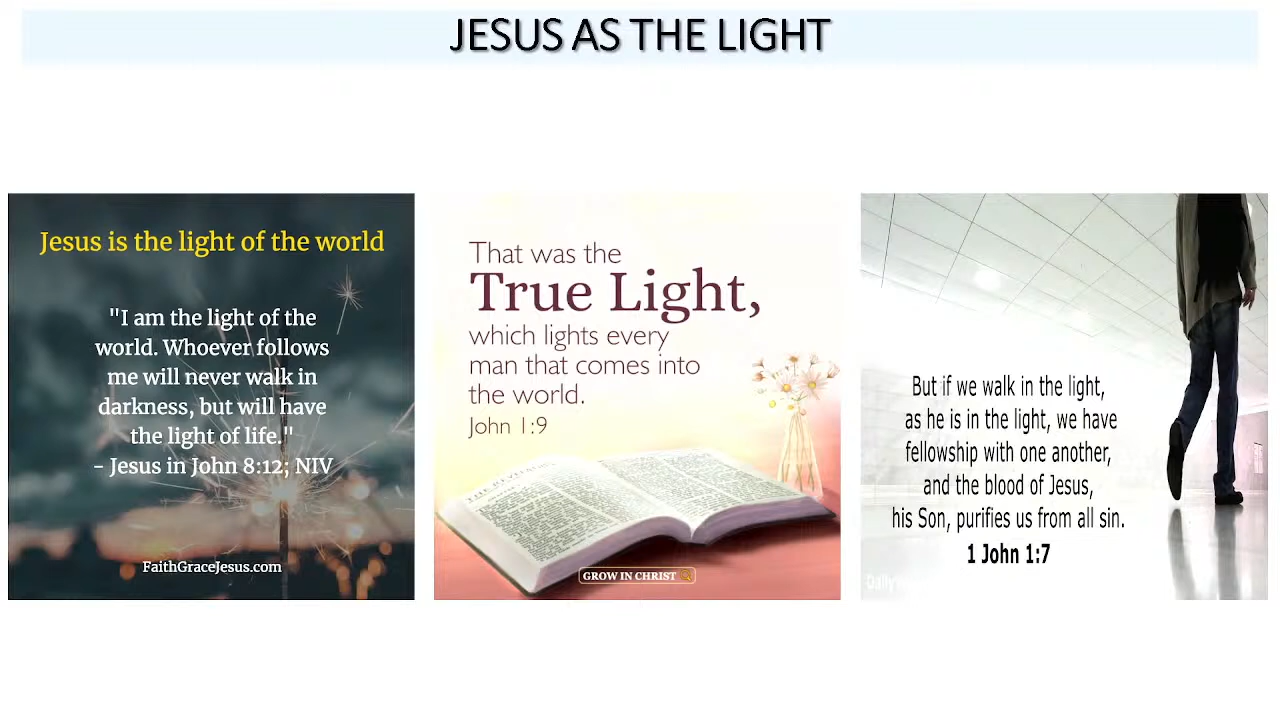 JESUS AS THE LIGHT
Jesus is the light of the world
"I am the light of the
world. Whoever follows
me will never walk in
darkness, but will have
the light of life."
- Jesus in John 8:12; NIV
FaithGraceJesus.com
That was the
True Light,
which lights every
man that comes into
the world.
John 1:9
GROW IN CHRIST
But if we walk in the light,
as he is in the light, we have
fellowship with one another,
and the blood of Jesus,
his Son, purifies us from all sin.
1 John 1:7
Daily